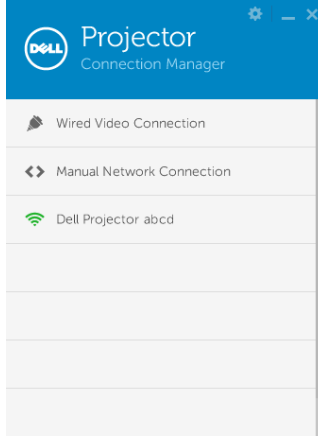 DELL
Projector
Connection Manager
Wired Video Connection
Manual Network Connection
Dell Projector abcd